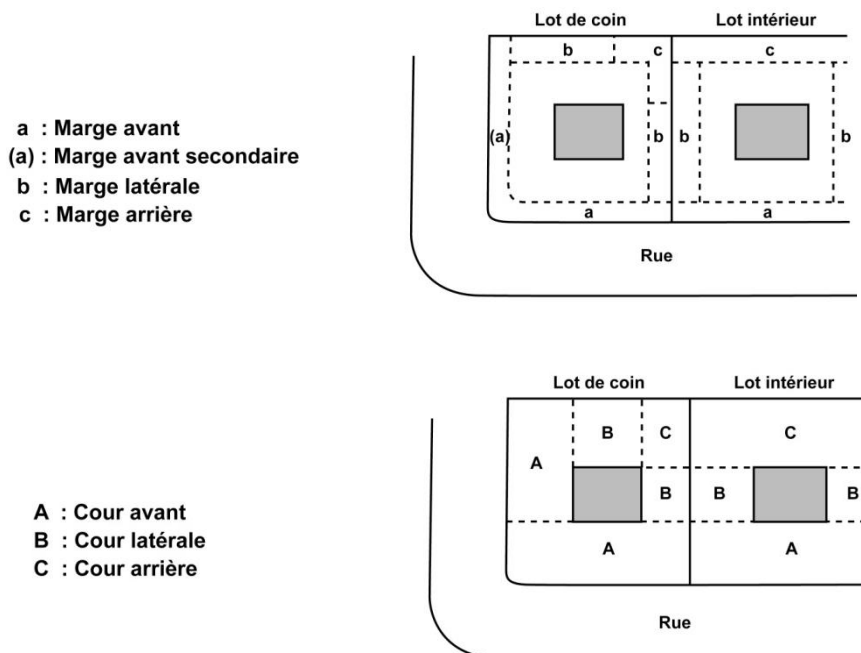 Lot de coin Lot intérieur
b c c
a : Marge avant
(a) : Marge avant secondaire
b : Marge latérale
c : Marge arrière
(a) b b b
a a
Rue
Lot de coin Lot intérieur
B C C
A
B B B
A : Cour avant
B : Cour latérale
C : Cour arrière
A A
Rue